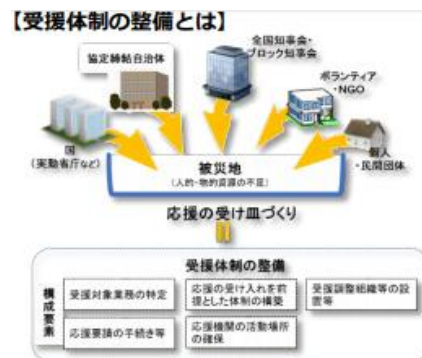 【受援体制の整備とは】
全国知事会・
ブロック知事会
協定締結自治体
ボランティア
・NGO
国
(実動省庁など)
個人
・民間団体
被災地
(人的・物的資源の不足)
応援の受け皿づくり
受援体制の整備
構成要素
受援対象業務の特定
応援の受け入れを前
提とした体制の構築
受援調整組織等の設
置等
応援要請の手続き等
応援機関の活動場所
の確保